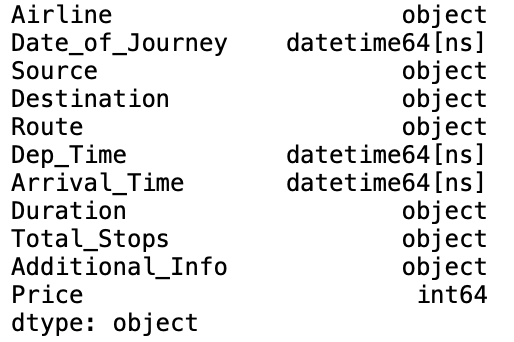 Airline object
Date_of_Journey datetime64[ns]
Source object
Destination object
Route object
Dep_Time datetime64[ns]
Arrival_Time datetime64[ns]
Duration object
Total_Stops object
Additional_Info object
Price int64
dtype: object